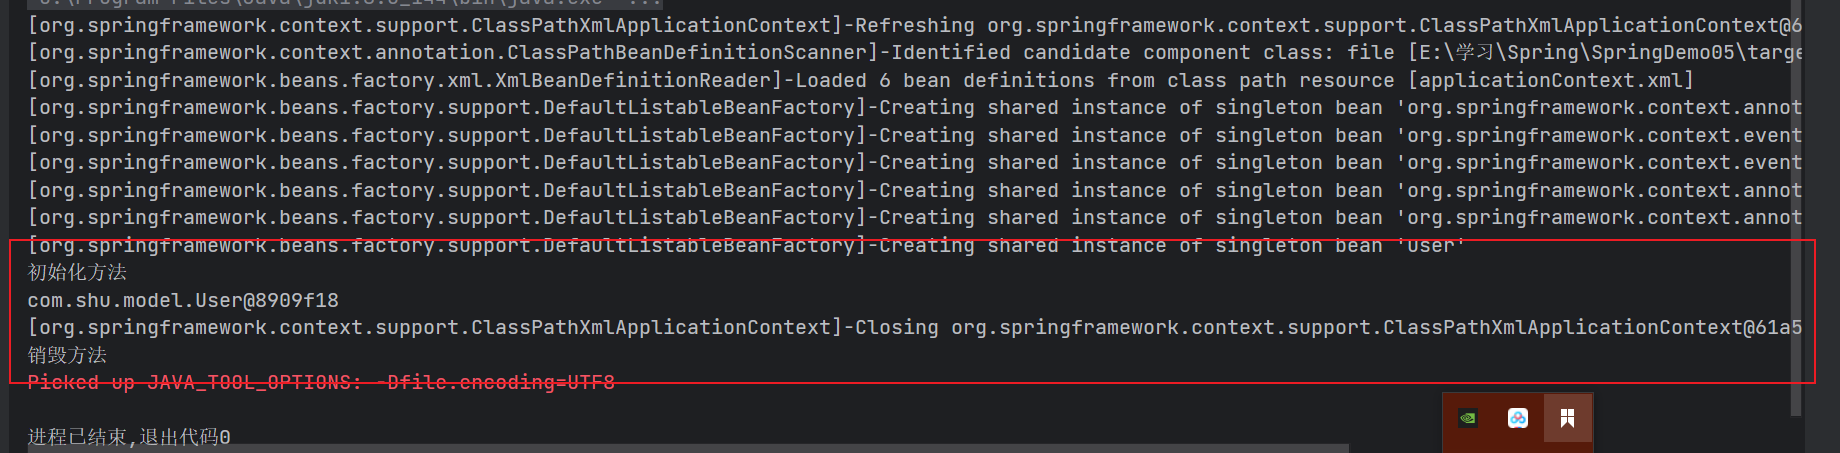 [org.springframework.context.support.ClassPathXmlApplicationContext]-Refreshing org.springframework.context.support.ClassPathXmlApplicationContext@6
[org.springframework.context.annotation.ClassPathBeanDefinitionScanner]-Identified candidate component class: file [E:\学习\Spring\SpringDemo05\targe
[org.springframework.beans.factory.xml.XmlBeanDefinitionReader]-Loaded 6 bean definitions from class path resource [applicationContext.xml]
[org.springframework.beans.factory.support.DefaultListableBeanFactory]-Creating shared instance of singleton bean 'org.springframework.context.annot
[org.springframework.beans.factory.support.DefaultListableBeanFactory]-Creating shared instance of singleton bean 'org.springframework.context.event
[org.springframework.beans.factory.support.DefaultListableBeanFactory]-Creating shared instance of singleton bean 'org.springframework.context.event
[org.springframework.beans.factory.support.DefaultListableBeanFactory]-Creating shared instance of singleton bean 'org.springframework.context.annot
[org.springframework.beans.factory.support.DefaultListableBeanFactory]-Creating shared instance of singleton bean 'org.springframework.context.annot
[org.springframework.beans.factory.support.DefaultListableBeanFactory]-Creating shared instance of singleton bean 'user'
初始化方法
com.shu.model.User@8909f18
[org.springframework.context.support.ClassPathXmlApplicationContext]-Closing org.springframework.context.support.ClassPathXmlApplicationContext@61a5
销毁方法
Picked up JAVA_TOOL_OPTIONS: -Dfile.encoding=UTF8
进程已结束,退出代码0